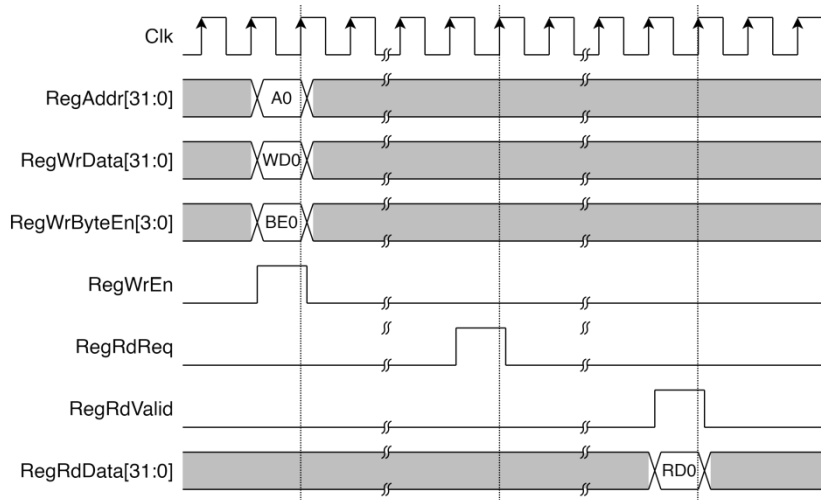 Clk
RegAddr[31:0]
A0
RegWrData[31:0]
WD0
RegWrByteEn[3:0]
BE0
RegWrEn
RegRdReq
RegRdValid
RegRdData[31:0]
RD0